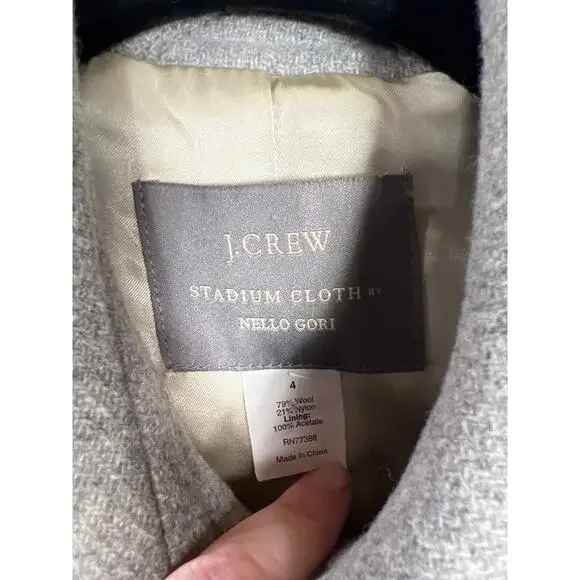 J.CREW
STADIUM CLOTH BY
NELLO GORI
4
79% Wool
21% Nylon
Lining:
100% Acetate
RN77388
Made in China